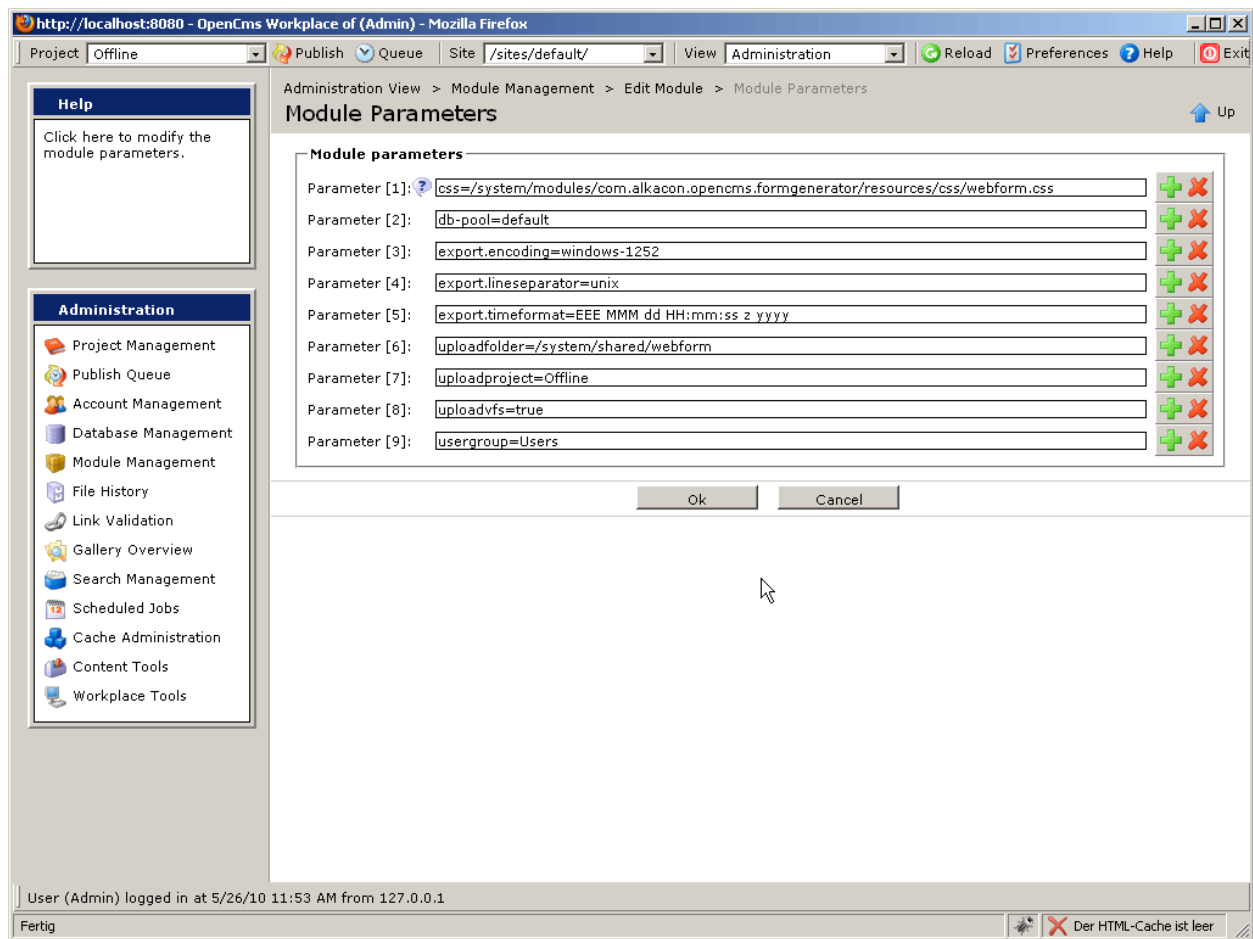 http://localhost:8080 - OpenCms Workplace of (Admin) - Mozilla Firefox
Project Offline Publish Queue Site /sites/default/ View Administration Reload Preferences Help Exit
Help
Click here to modify the
module parameters.
Administration
Project Management
Publish Queue
Account Management
Database Management
Module Management
File History
Link Validation
Gallery Overview
Search Management
12 Scheduled Jobs
Cache Administration
Content Tools
Workplace Tools
Administration View > Module Management > Edit Module > Module Parameters
Module Parameters Up
Module parameters
Parameter [1]: ? css=/system/modules/com.alkacon.opencms.formgenerator/resources/css/webform.css
Parameter [2]: db-pool=default
Parameter [3]: export.encoding=windows-1252
Parameter [4]: export.lineseparator=unix
Parameter [5]: export.timeformat=EEE MMM dd HH:mm:ss z yyyy
Parameter [6]: uploadfolder=/system/shared/webform
Parameter [7]: uploadproject=Offline
Parameter [8]: uploadvfs=true
Parameter [9]: usergroup=Users
Ok Cancel
User (Admin) logged in at 5/26/10 11:53 AM from 127.0.0.1
Fertig Der HTML-Cache ist leer